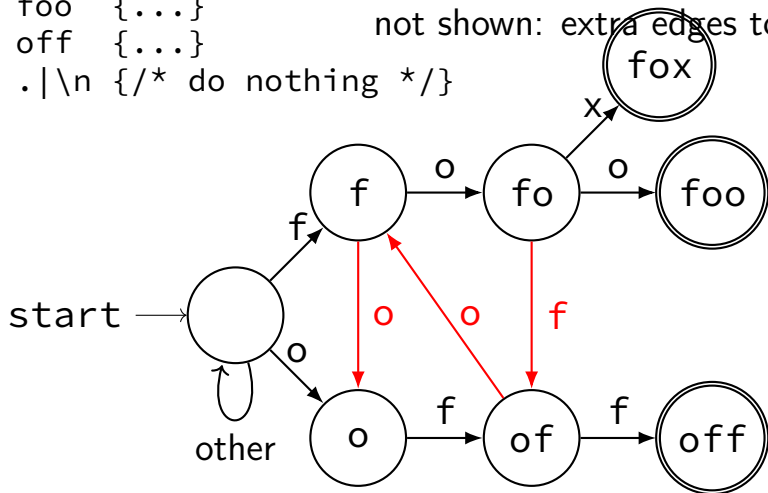 foo {...}
not shown: extra edges to
off {...}
.|\n {/* do nothing */}
fox
x
f
o
fo
o
foo
f
start
o
o
f
o
other
o
f
of
f
off